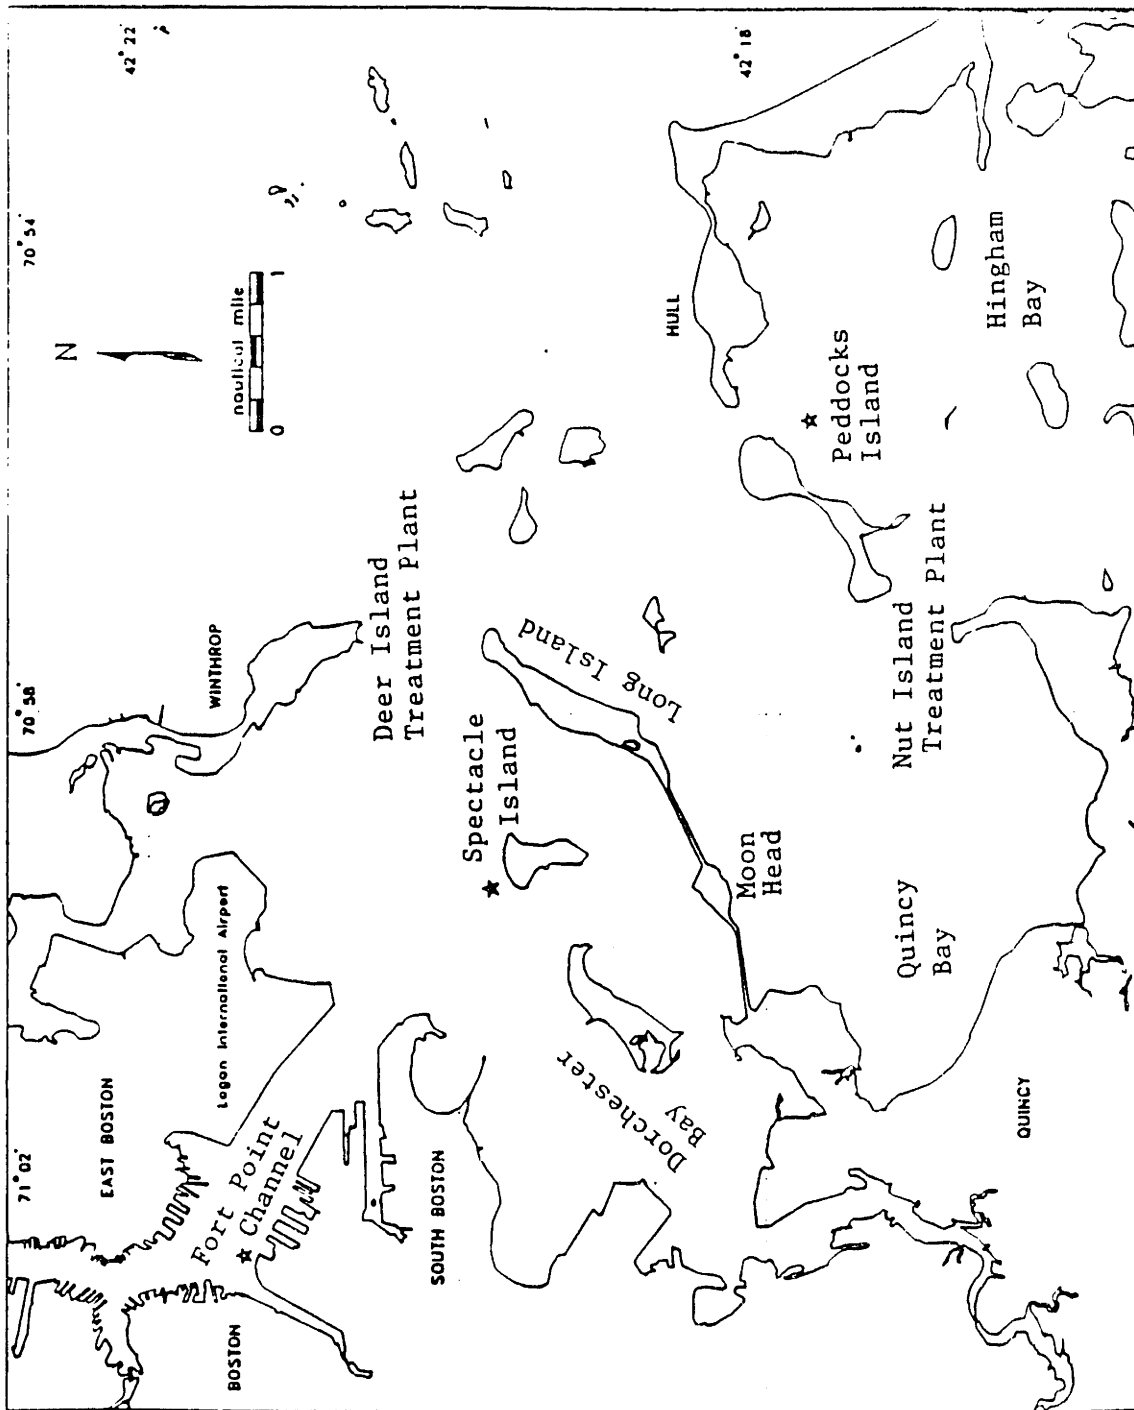 71° 02'
70° 58'
70° 54'
42° 22'
N
EAST BOSTON
WINTHROP
nautical mile
0 1
Logan International Airport
BOSTON
Fort Point
Channel
Deer Island
Treatment Plant
SOUTH BOSTON
Spectacle
Island
Long Island
Dorchester
Bay
HULL
42° 18'
Moon
Head
Peddocks
Island
Quincy
Bay
Nut Island
Treatment Plant
Hingham
Bay
QUINCY